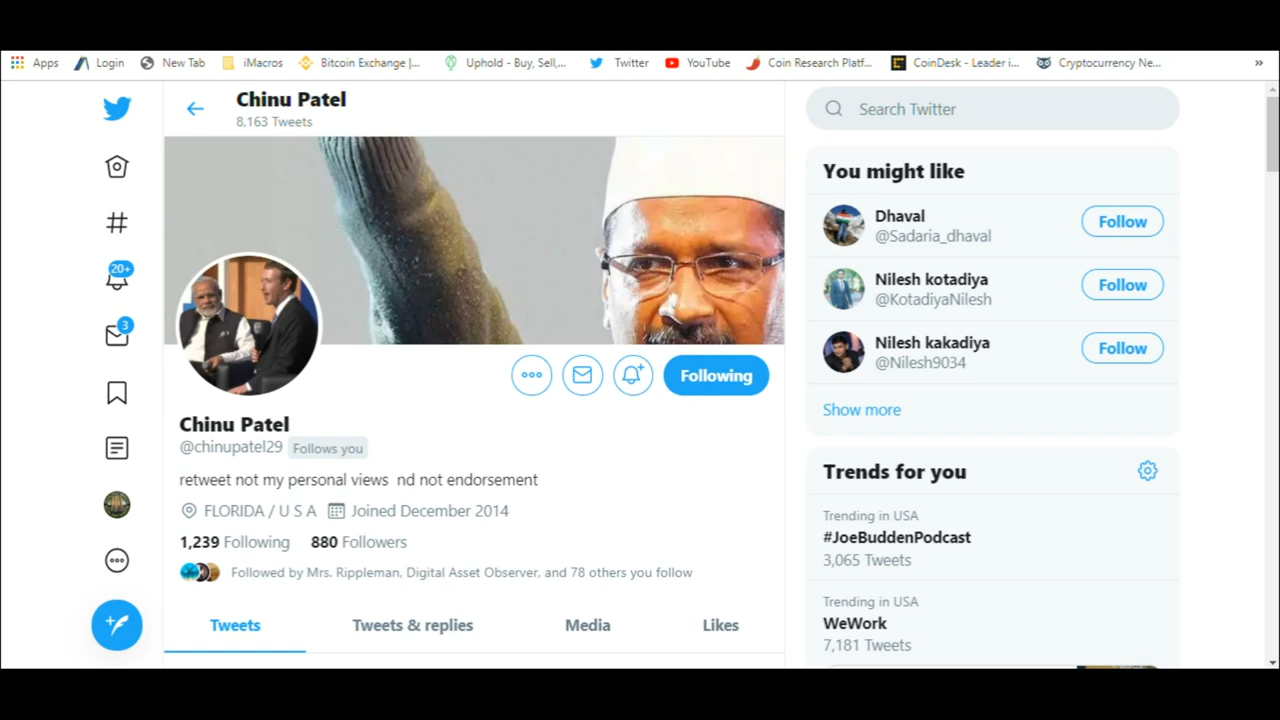 Apps Login New Tab iMacros Bitcoin Exchange |... Uphold - Buy, Sell,... Twitter YouTube Coin Research Platf... CoinDesk - Leader i... Cryptocurrency Ne... »
Chinu Patel
8,163 Tweets
20+
3
Following
Chinu Patel
@chinupatel29 Follows you
retweet not my personal views nd not endorsement
FLORIDA / U S A Joined December 2014
1,239 Following 880 Followers
Followed by Mrs. Rippleman, Digital Asset Observer, and 78 others you follow
Tweets Tweets & replies Media Likes
Search Twitter
You might like
Dhaval
@Sadaria_dhaval
Follow
Nilesh kotadiya
@KotadiyaNilesh
Follow
Nilesh kakadiya
@Nilesh9034
Follow
Show more
Trends for you
Trending in USA
#JoeBuddenPodcast
3,065 Tweets
Trending in USA
WeWork
7,181 Tweets